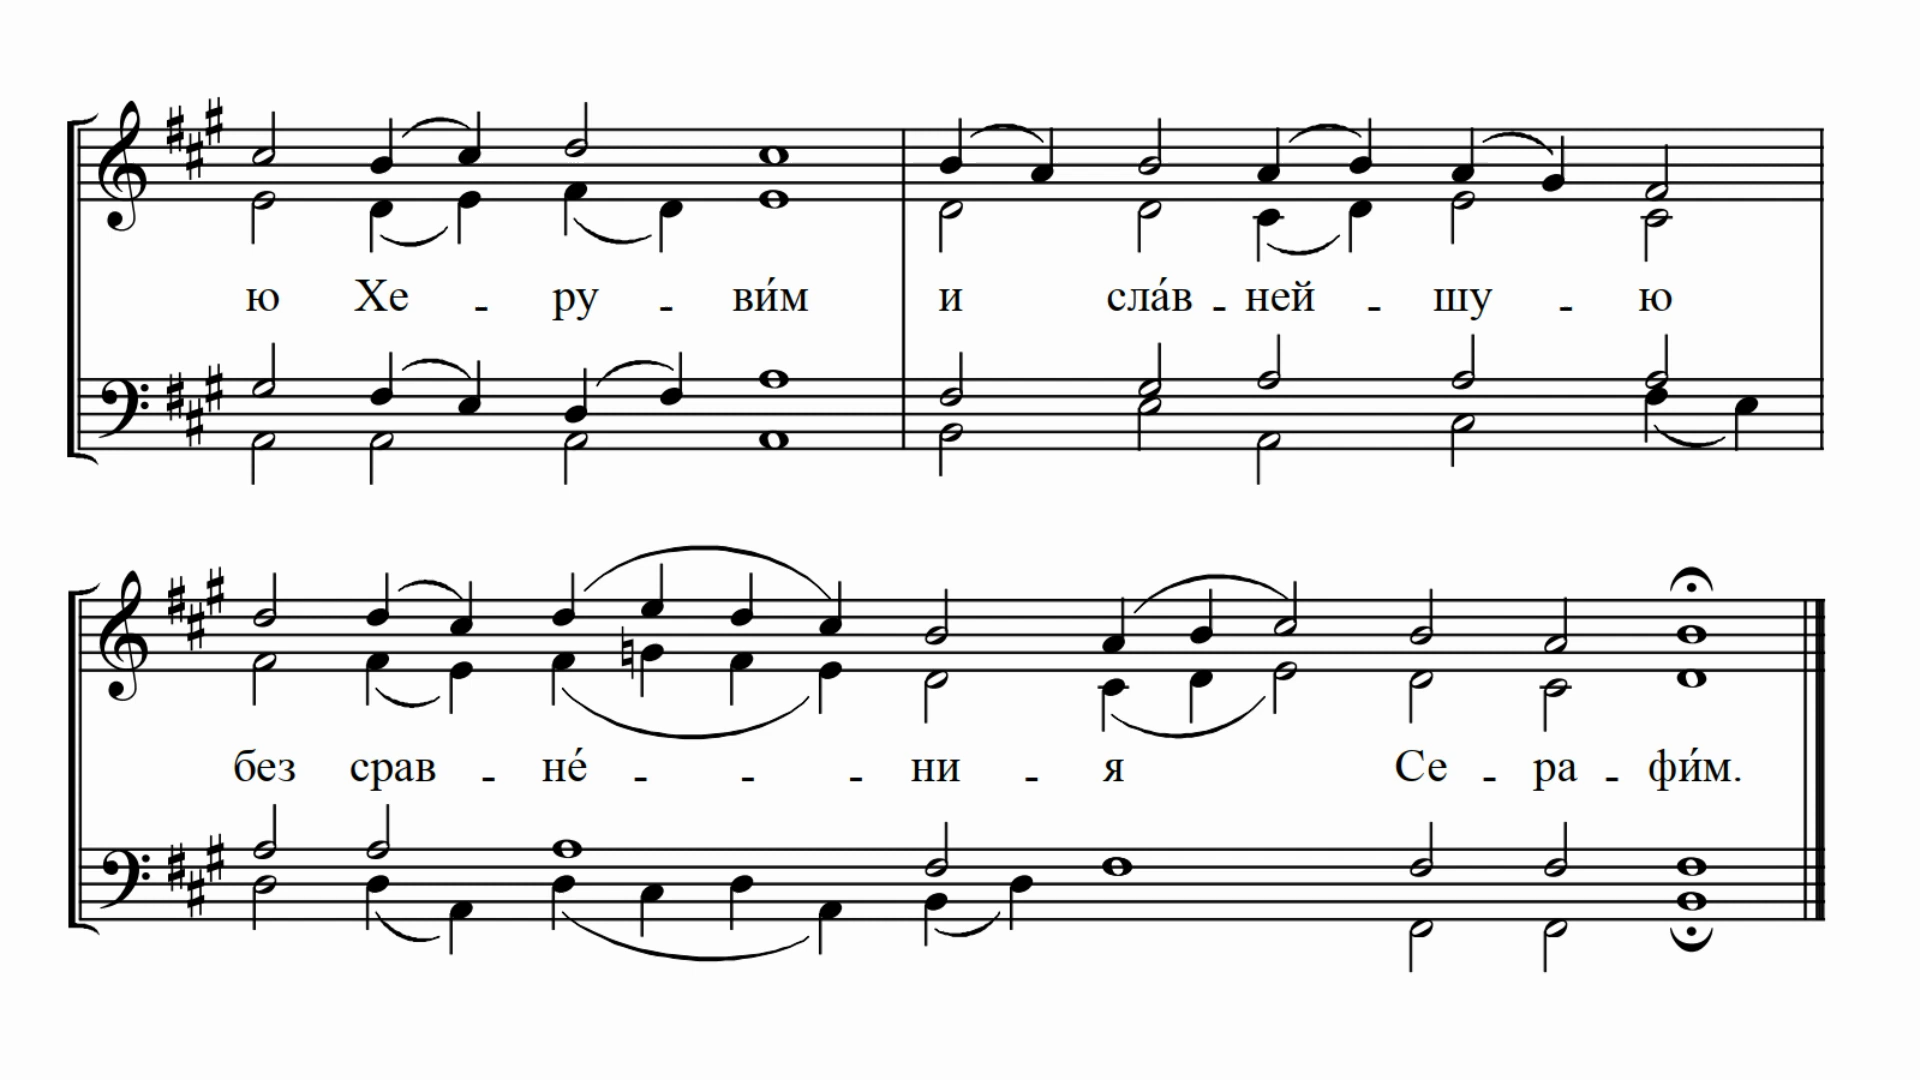 ю Хе - ру - ви́м и сла́в - ней - шу - ю
без срав - не́ - - - ни - я Се - ра - фи́м.